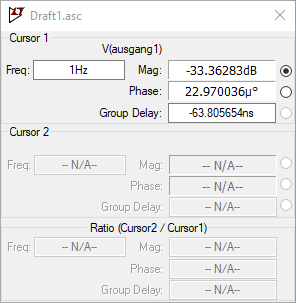 Draft1.asc
Cursor 1
V(ausgang1)
Freq: 1Hz Mag: -33.36283dB
Phase: 22.970036µ°
Group Delay: -63.805654ns
Cursor 2
Freq: -- N/A-- Mag: -- N/A--
Phase: -- N/A--
Group Delay: -- N/A--
Ratio (Cursor2 / Cursor1)
Freq: -- N/A-- Mag: -- N/A--
Phase: -- N/A--
Group Delay: -- N/A--